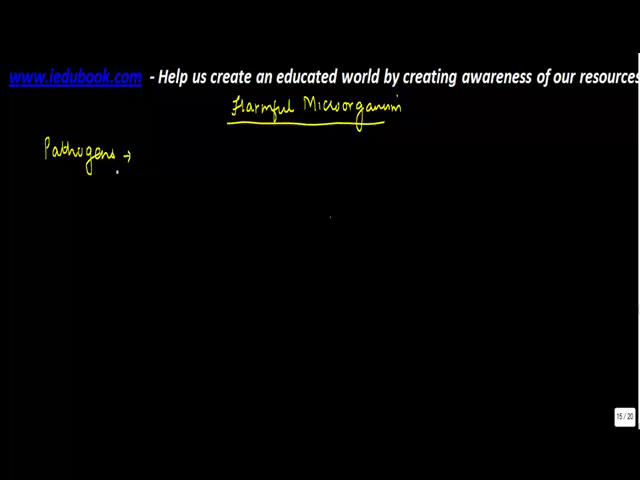 www.iedubook.com - Help us create an educated world by creating awareness of our resources
Harmful Microorganism
Pathogens →
15 / 20